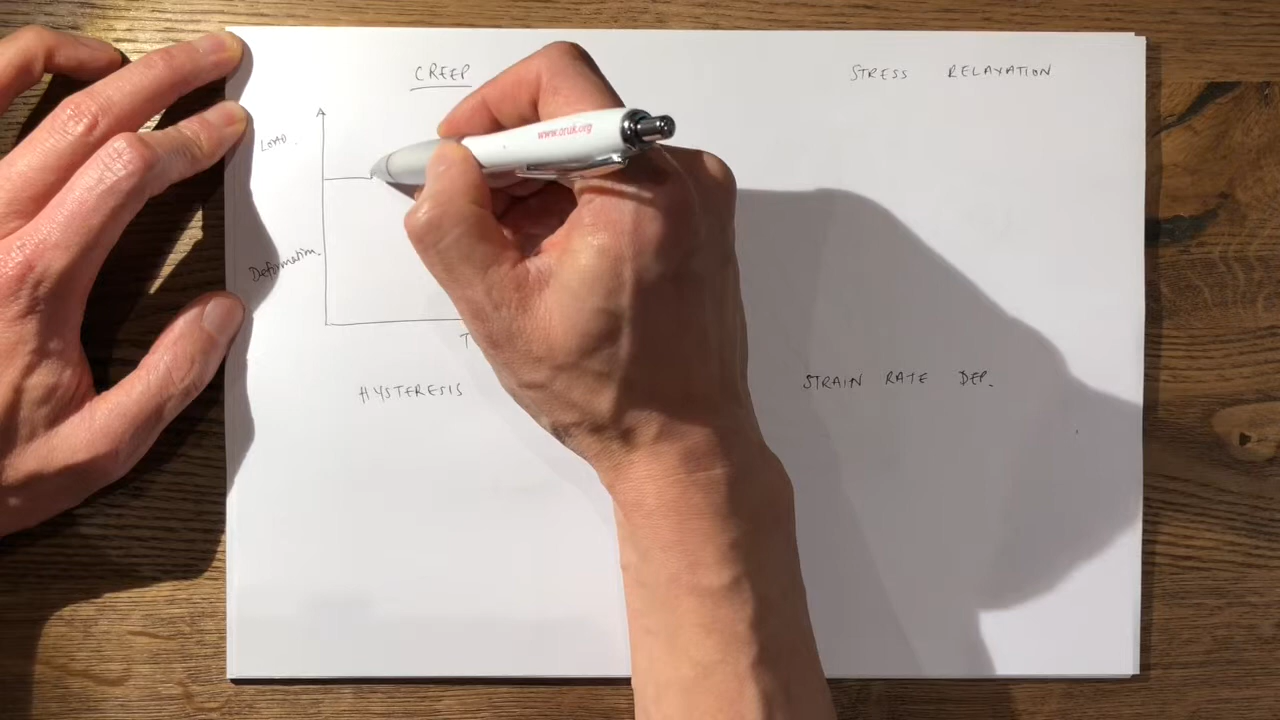 CREEP
STRESS RELAXATION
www.oruk.org
LOAD.
Deformation
T
HYSTERESIS
STRAIN RATE DEP.